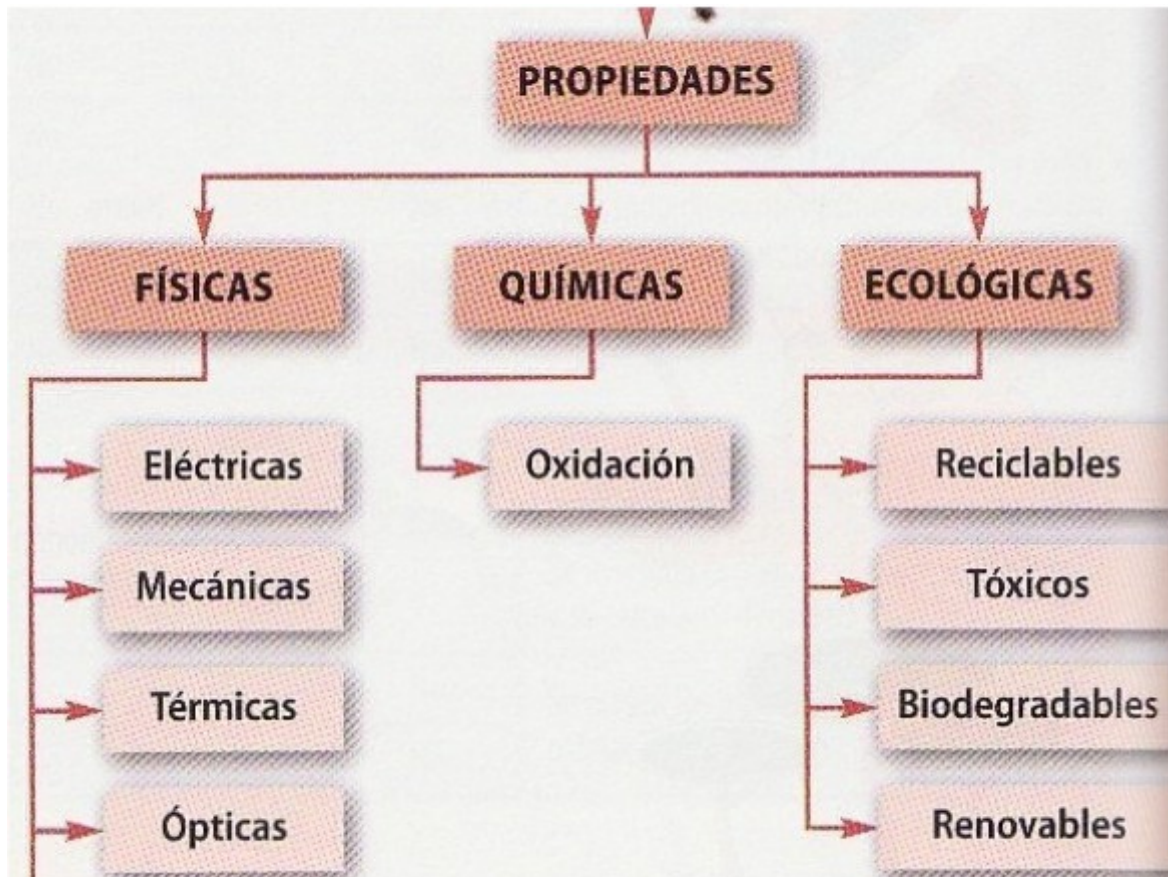 PROPIEDADES
FÍSICAS
QUÍMICAS
ECOLÓGICAS
Eléctricas
Mecánicas
Térmicas
Ópticas
Oxidación
Reciclables
Tóxicos
Biodegradables
Renovables